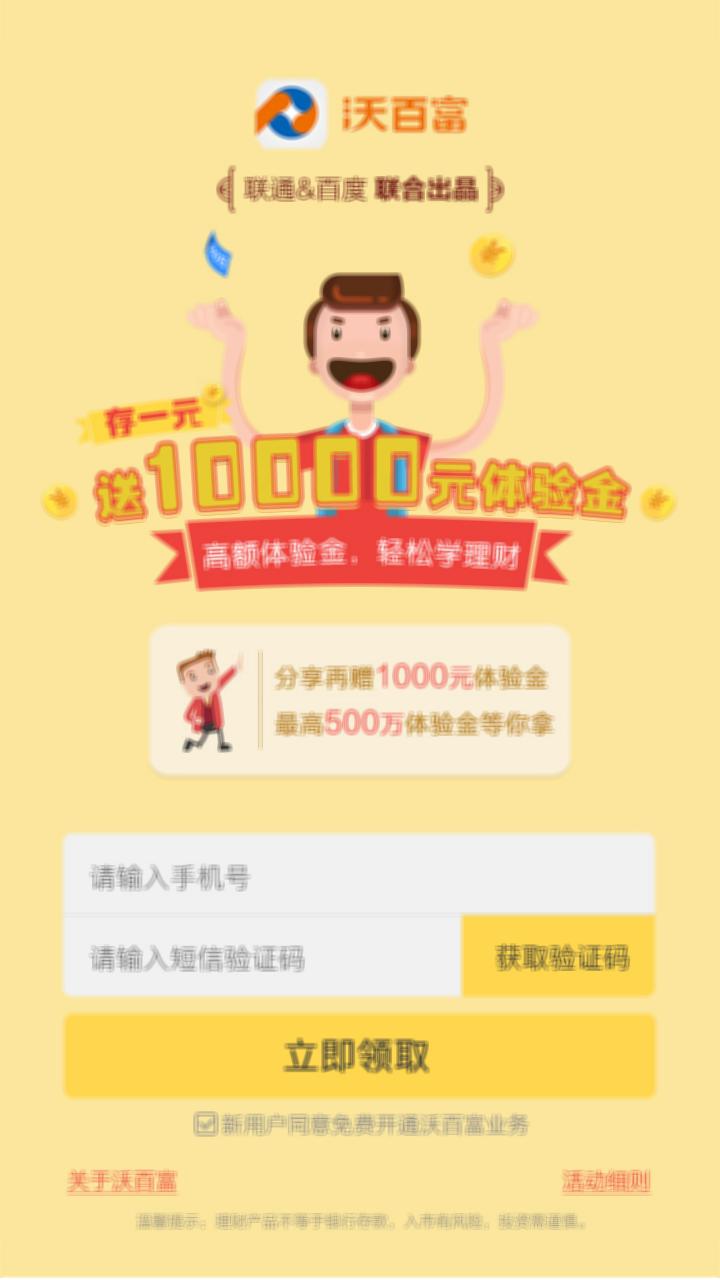 沃百富
联通&百度 联合出品
存一元
送10000元体验金
高额体验金，轻松学理财
分享再赠1000元体验金
最高500万体验金等你拿
请输入手机号
请输入短信验证码
获取验证码
立即领取
新用户同意免费开通沃百富业务
关于沃百富
活动细则
温馨提示：理财产品不等于银行存款，入市有风险，投资需谨慎。